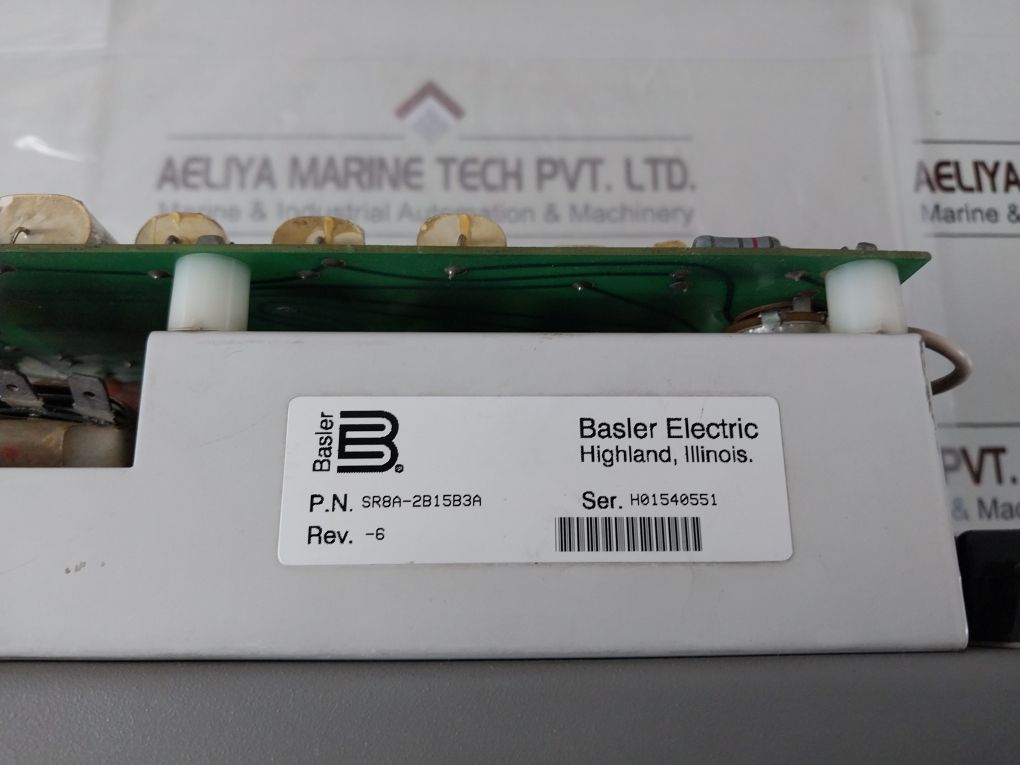 AELIYA MARINE TECH PVT. LTD.
Marine & Industrial Automation & Machinery
AELIYA
Marine &
PVT.
& Mac
Basler
B
Basler Electric
Highland, Illinois.
P.N. SR8A-2B15B3A
Ser. H01540551
Rev. -6